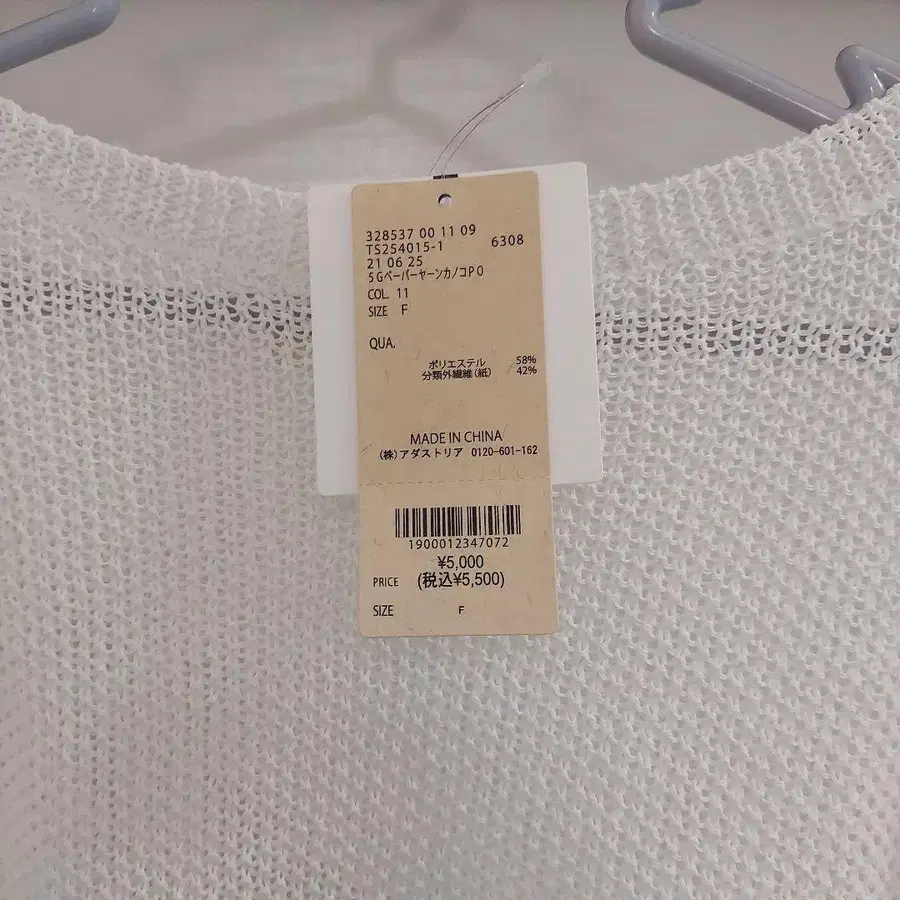 328537 00 11 09
TS254015-1 6308
21 06 25
5GペーパーヤーンカノコPO
COL. 11
SIZE F
QUA.
ポリエステル 58%
分類外繊維(紙) 42%
MADE IN CHINA
(株)アダストリア 0120-601-162
1900012347072
¥5,000
PRICE (税込¥5,500)
SIZE F